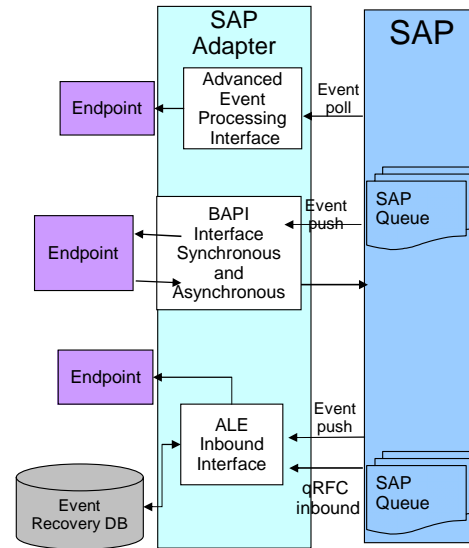 SAP
Adapter
SAP
Endpoint
Advanced
Event
Processing
Interface
Event
poll
Endpoint
BAPI
Interface
Synchronous
and
Asynchronous
Event
push
SAP
Queue
Endpoint
ALE
Inbound
Interface
Event
push
qRFC
inbound
SAP
Queue
Event
Recovery DB